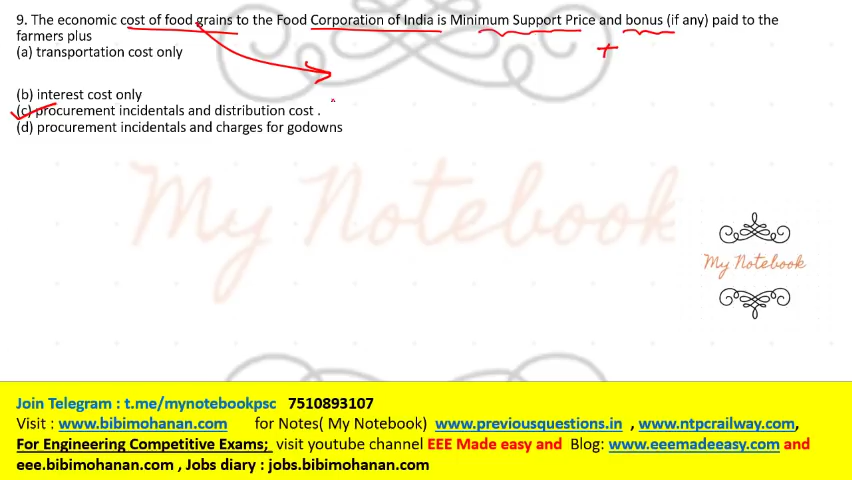 9. The economic cost of food grains to the Food Corporation of India is Minimum Support Price and bonus (if any) paid to the
farmers plus
(a) transportation cost only
(b) interest cost only
(c) procurement incidentals and distribution cost .
(d) procurement incidentals and charges for godowns
My Notebook
My Notebook
Join Telegram : t.me/mynotebookpsc 7510893107
Visit : www.bibimohanan.com for Notes( My Notebook) www.previousquestions.in , www.ntpcrailway.com,
For Engineering Competitive Exams; visit youtube channel EEE Made easy and Blog: www.eeemadeeasy.com and
eee.bibimohanan.com , Jobs diary : jobs.bibimohanan.com